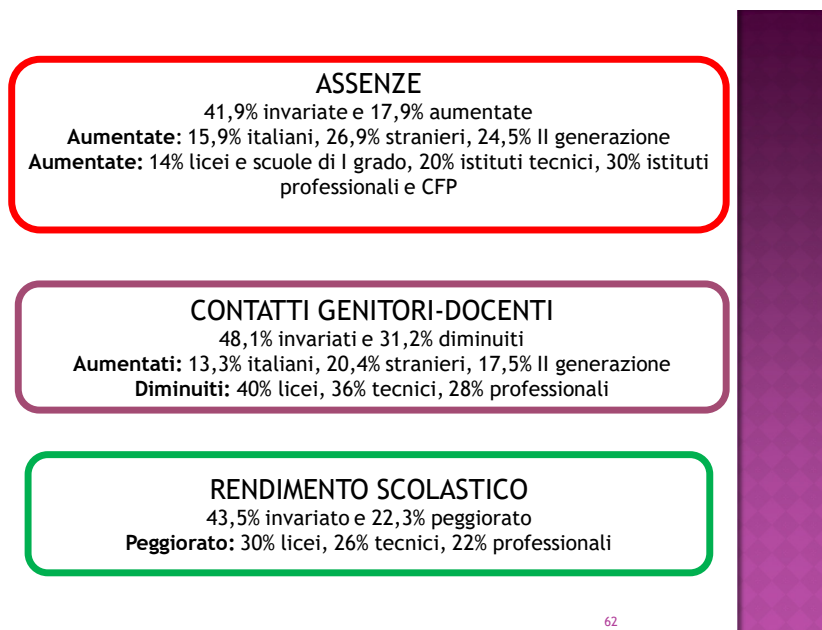 ASSENZE
41,9% invariate e 17,9% aumentate
Aumentate: 15,9% italiani, 26,9% stranieri, 24,5% II generazione
Aumentate: 14% licei e scuole di I grado, 20% istituti tecnici, 30% istituti
professionali e CFP
CONTATTI GENITORI-DOCENTI
48,1% invariati e 31,2% diminuiti
Aumentati: 13,3% italiani, 20,4% stranieri, 17,5% II generazione
Diminuiti: 40% licei, 36% tecnici, 28% professionali
RENDIMENTO SCOLASTICO
43,5% invariato e 22,3% peggiorato
Peggiorato: 30% licei, 26% tecnici, 22% professionali
62